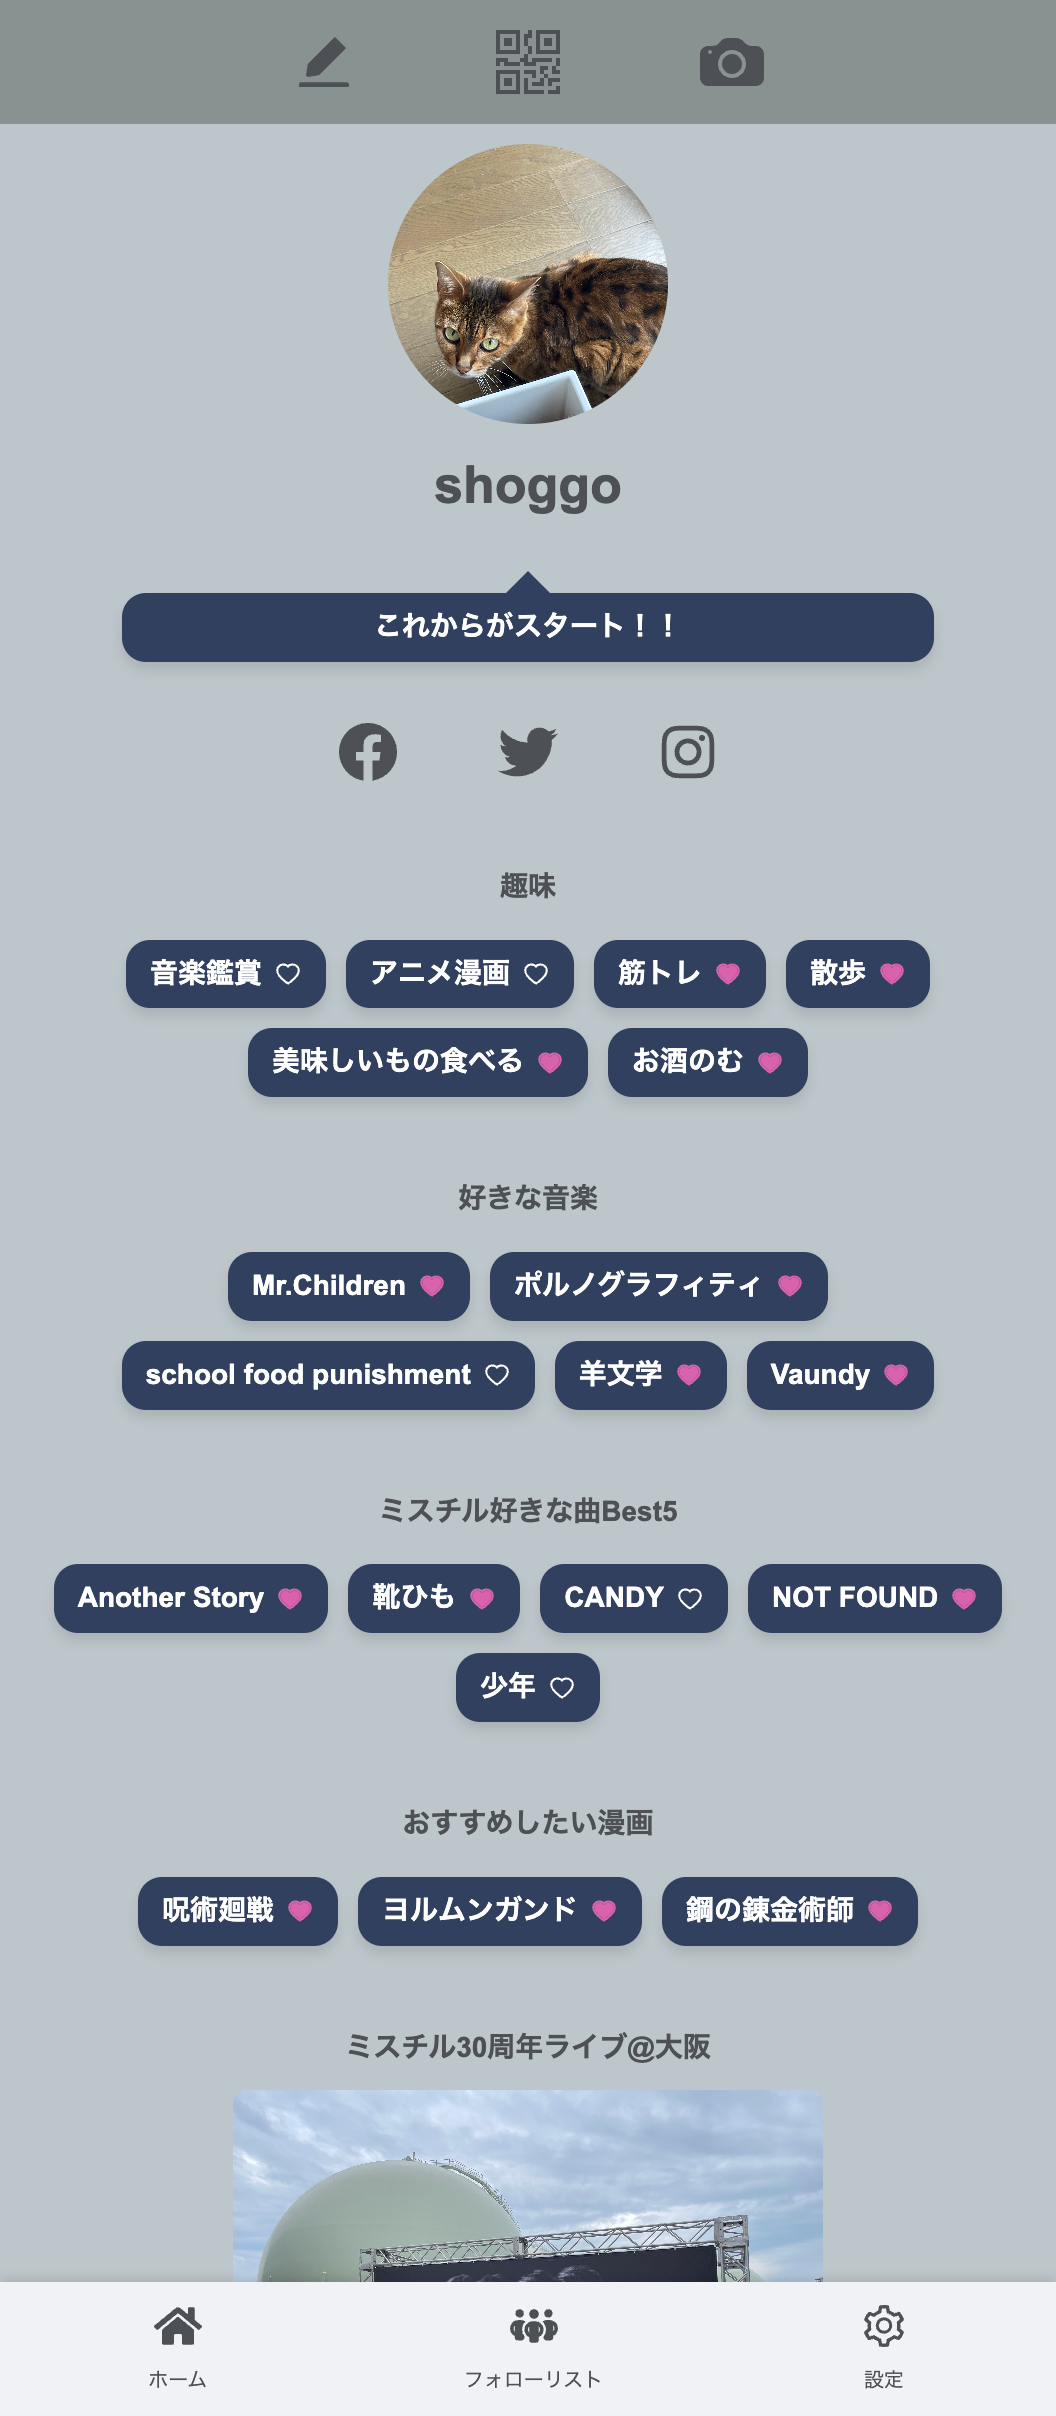 shoggo
これからがスタート！！
趣味
音楽鑑賞 アニメ漫画 筋トレ 散歩
美味しいもの食べる お酒のむ
好きな音楽
Mr.Children ポルノグラフィティ
school food punishment 羊文学 Vaundy
ミスチル好きな曲Best5
Another Story 靴ひも CANDY NOT FOUND
少年
おすすめしたい漫画
呪術廻戦 ヨルムンガンド 鋼の錬金術師
ミスチル30周年ライブ@大阪
ホーム フォローリスト 設定